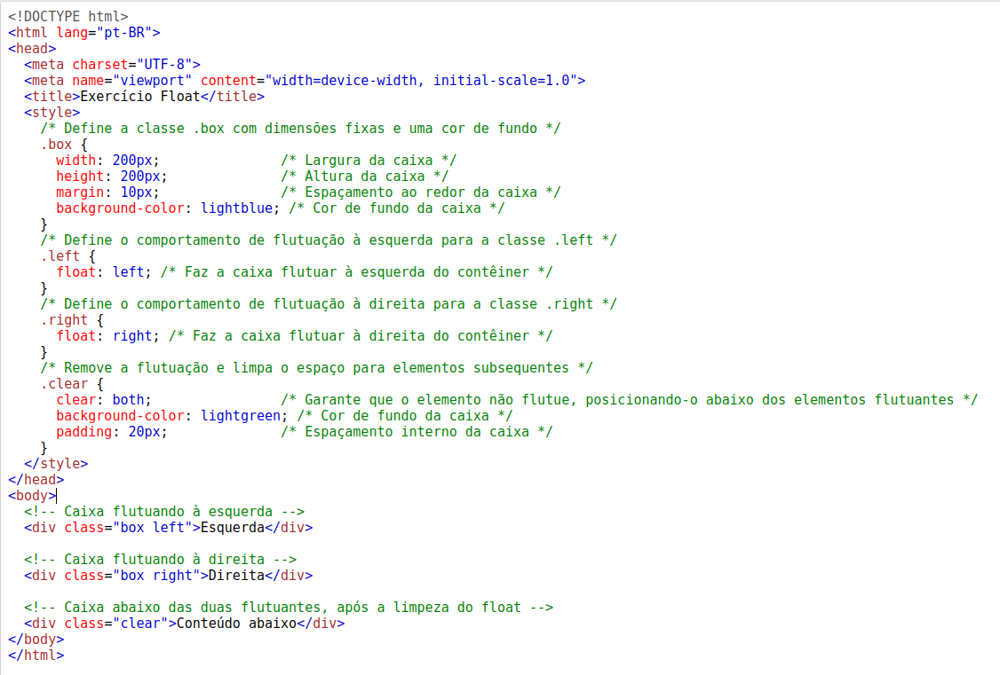 <!DOCTYPE html>
<html lang="pt-BR">
<head>
  <meta charset="UTF-8">
  <meta name="viewport" content="width=device-width, initial-scale=1.0">
  <title>Exercício Float</title>
  <style>
    /* Define a classe .box com dimensões fixas e uma cor de fundo */
    .box {
      width: 200px;               /* Largura da caixa */
      height: 200px;              /* Altura da caixa */
      margin: 10px;               /* Espaçamento ao redor da caixa */
      background-color: lightblue; /* Cor de fundo da caixa */
    }
    /* Define o comportamento de flutuação à esquerda para a classe .left */
    .left {
      float: left; /* Faz a caixa flutuar à esquerda do contêiner */
    }
    /* Define o comportamento de flutuação à direita para a classe .right */
    .right {
      float: right; /* Faz a caixa flutuar à direita do contêiner */
    }
    /* Remove a flutuação e limpa o espaço para elementos subsequentes */
    .clear {
      clear: both;                /* Garante que o elemento não flutue, posicionando-o abaixo dos elementos flutuantes */
      background-color: lightgreen; /* Cor de fundo da caixa */
      padding: 20px;              /* Espaçamento interno da caixa */
    }
  </style>
</head>
<body>
  <!-- Caixa flutuando à esquerda -->
  <div class="box left">Esquerda</div>

  <!-- Caixa flutuando à direita -->
  <div class="box right">Direita</div>

  <!-- Caixa abaixo das duas flutuantes, após a limpeza do float -->
  <div class="clear">Conteúdo abaixo</div>
</body>
</html>